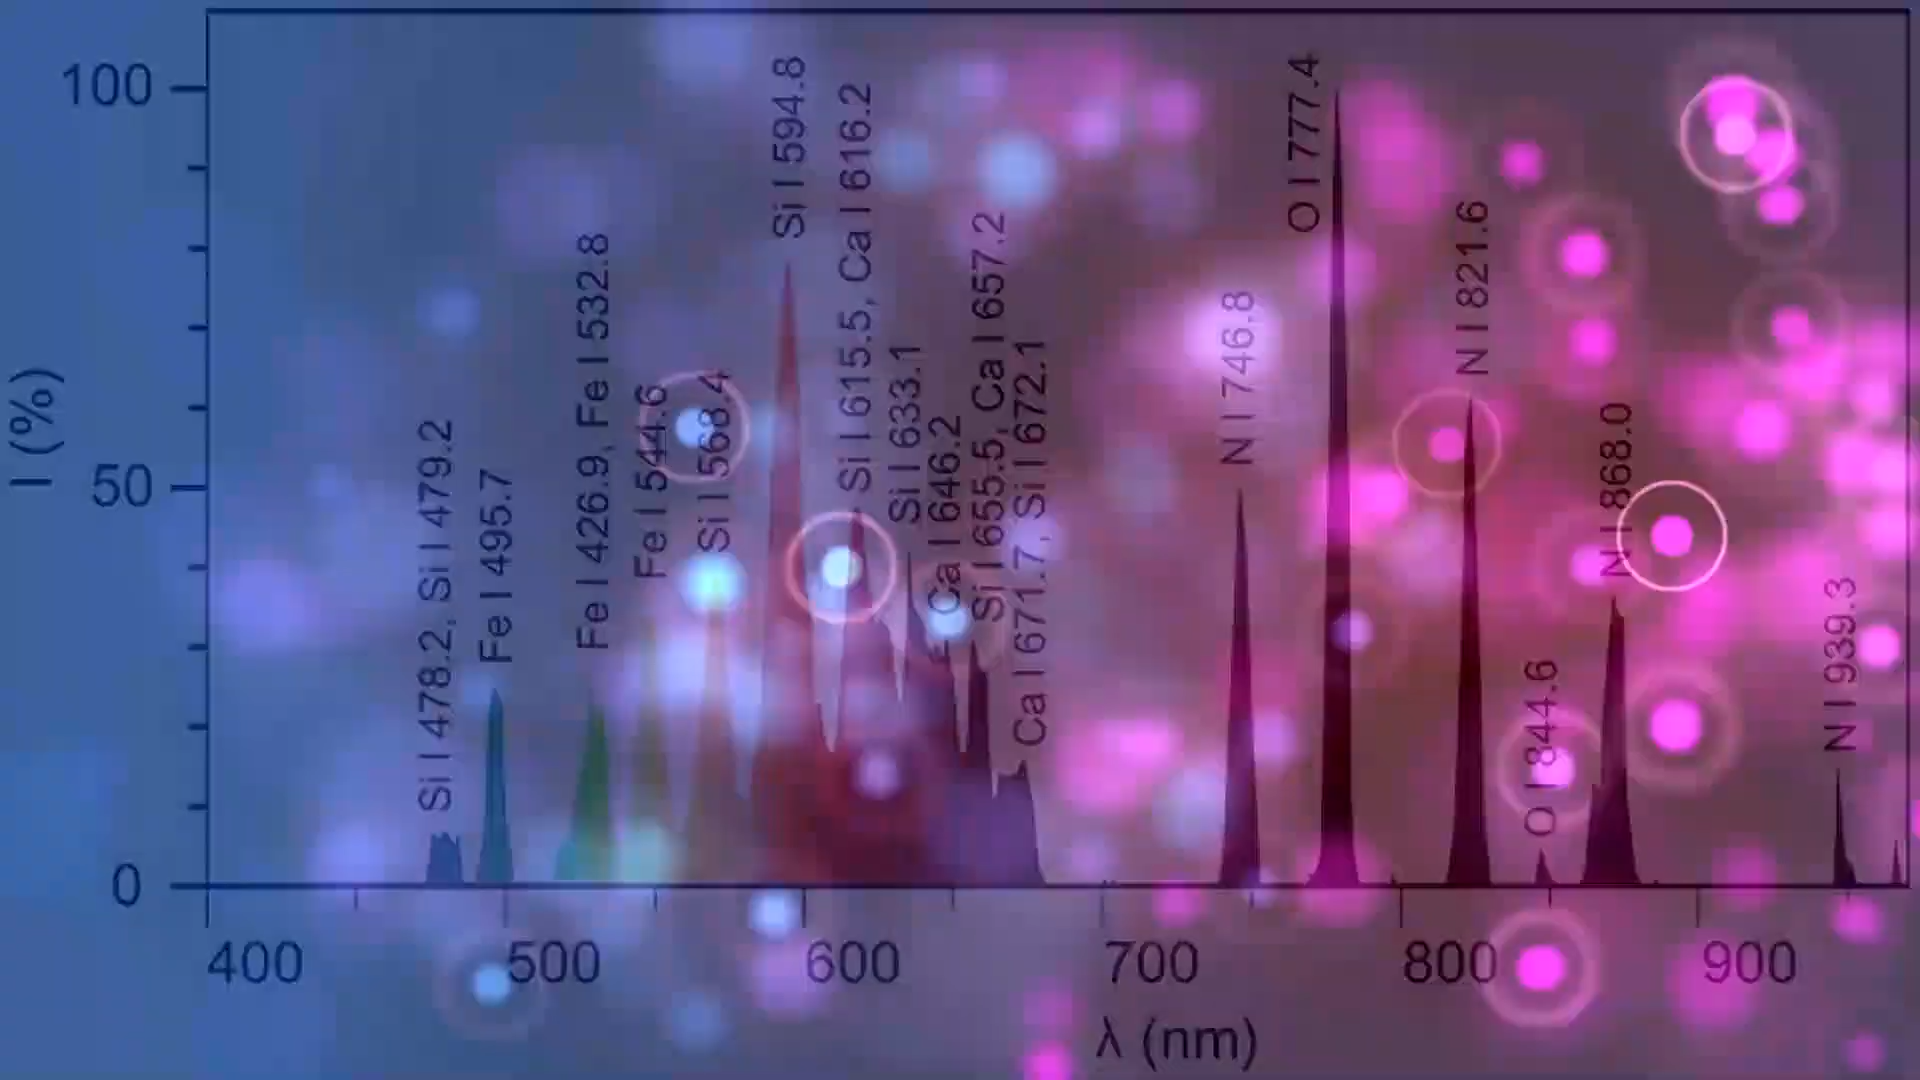 I (%)
100
50
0
Si I 478.2, Si I 479.2
Fe I 495.7
Fe I 426.9, Fe I 532.8
Fe I 544.6
Si I 568.4
Si I 594.8
Si I 615.5, Ca I 616.2
Si I 633.1
Ca I 646.2
Si I 655.5, Ca I 657.2
Ca I 671.7, Si I 672.1
N I 746.8
O I 777.4
N I 821.6
O I 844.6
N I 868.0
N I 939.3
400 500 600 700 800 900
λ (nm)